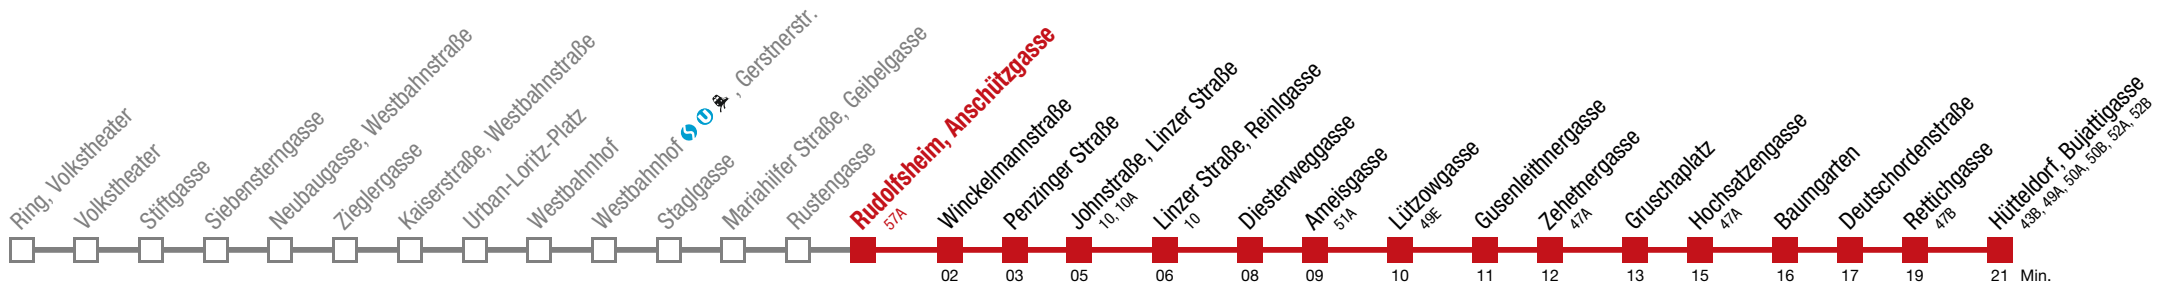 Ring, Volkstheater
Volkstheater
Stiftgasse
Siebensterngasse
Neubaugasse, Westbahnstraße
Zieglergasse
Kaiserstraße, Westbahnstraße
Urban-Loritz-Platz
Westbahnhof
Westbahnhof S U , Gerstnerstr.
Staglgasse
Mariahilfer Straße, Geibelgasse
Rustengasse
Rudolfsheim, Anschützgasse
57A
Winckelmannstraße
Penzinger Straße
Johnstraße, Linzer Straße
10, 10A
Linzer Straße, Reinlgasse
10
Diesterweggasse
Ameisgasse
51A
Lützowgasse
49E
Gusenleithnergasse
Zehetnergasse
47A
Gruschaplatz
Hochsatzengasse
47A
Baumgarten
Deutschordenstraße
Rettichgasse
47B
Hütteldorf, Bujattigasse
43B, 49A, 50A, 50B, 52A, 52B
02 03 05 06 08 09 10 11 12 13 15 16 17 19 21 Min.